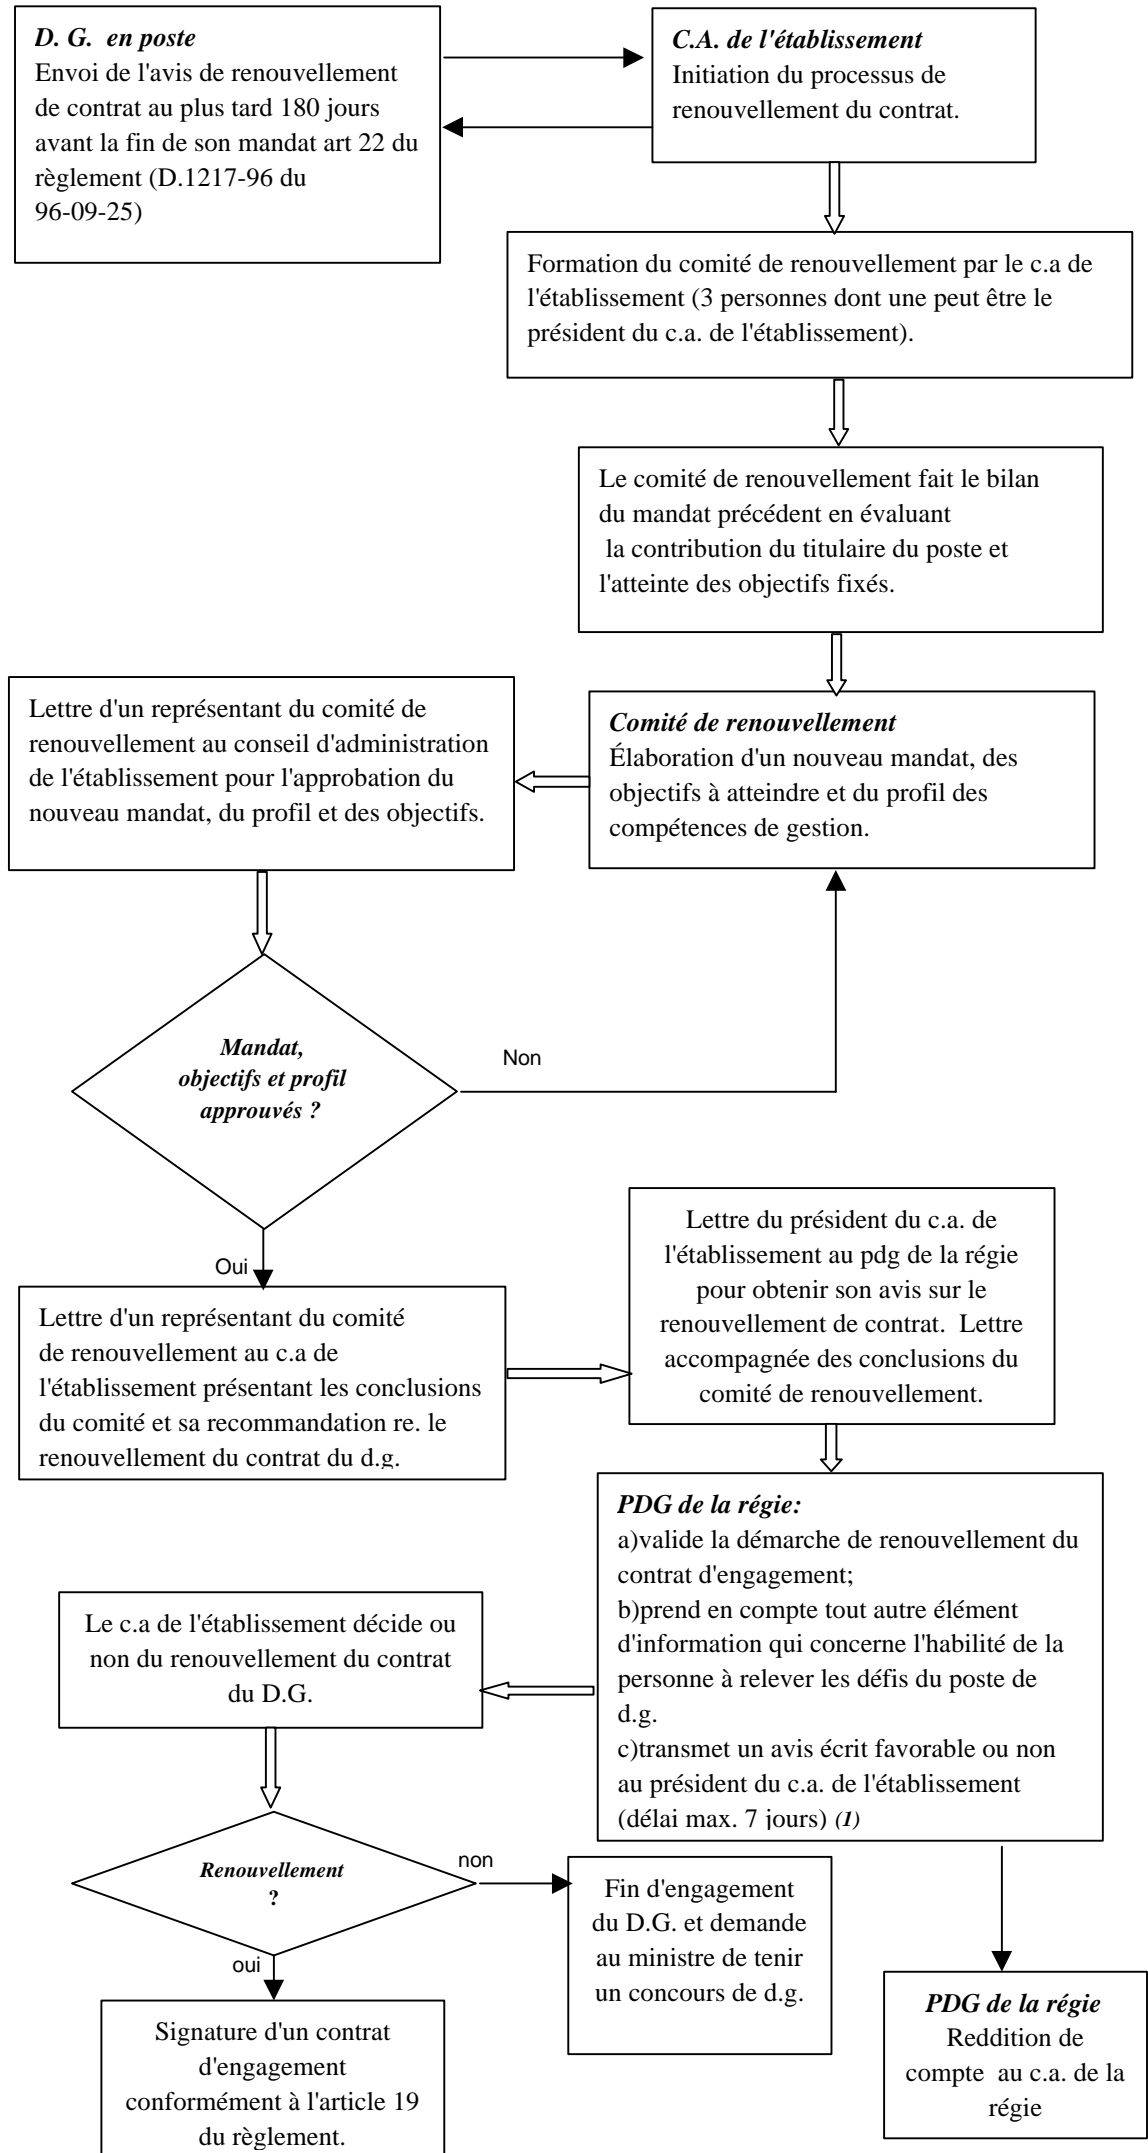 D. G. en poste
Envoi de l'avis de renouvellement
de contrat au plus tard 180 jours
avant la fin de son mandat art 22 du
règlement (D.1217-96 du
96-09-25)
C.A. de l'établissement
Initiation du processus de
renouvellement du contrat.
Formation du comité de renouvellement par le c.a de
l'établissement (3 personnes dont une peut être le
président du c.a. de l'établissement).
Le comité de renouvellement fait le bilan
du mandat précédent en évaluant
la contribution du titulaire du poste et
l'atteinte des objectifs fixés.
Comité de renouvellement
Élaboration d'un nouveau mandat, des
objectifs à atteindre et du profil des
compétences de gestion.
Lettre d'un représentant du comité de
renouvellement au conseil d'administration
de l'établissement pour l'approbation du
nouveau mandat, du profil et des objectifs.
Mandat,
objectifs et profil
approuvés ?
Non
Oui
Lettre d'un représentant du comité
de renouvellement au c.a de
l'établissement présentant les conclusions
du comité et sa recommandation re. le
renouvellement du contrat du d.g.
Lettre du président du c.a. de
l'établissement au pdg de la régie
pour obtenir son avis sur le
renouvellement de contrat. Lettre
accompagnée des conclusions du
comité de renouvellement.
PDG de la régie:
a)valide la démarche de renouvellement du
contrat d'engagement;
b)prend en compte tout autre élément
d'information qui concerne l'habilité de la
personne à relever les défis du poste de
d.g.
c)transmet un avis écrit favorable ou non
au président du c.a. de l'établissement
(délai max. 7 jours) (1)
Le c.a de l'établissement décide ou
non du renouvellement du contrat
du D.G.
Renouvellement
?
non
oui
Fin d'engagement
du D.G. et demande
au ministre de tenir
un concours de d.g.
PDG de la régie
Reddition de
compte au c.a. de la
régie
Signature d'un contrat
d'engagement
conformément à l'article 19
du règlement.